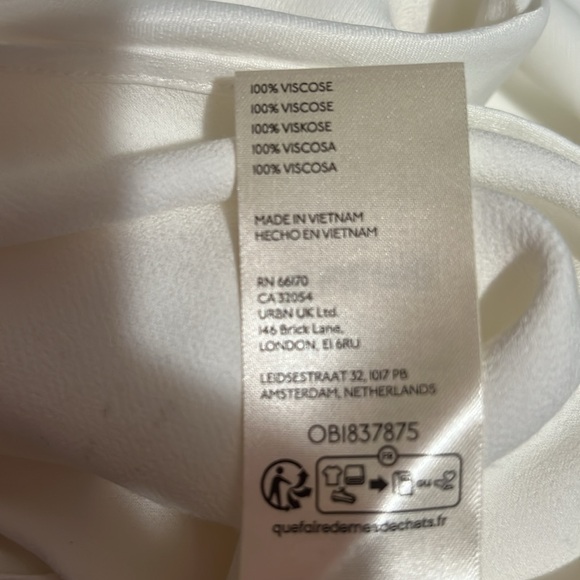 100% VISCOSE
100% VISCOSE
100% VISKOSE
100% VISCOSA
100% VISCOSA
MADE IN VIETNAM
HECHO EN VIETNAM
RN 66170
CA 32054
URBN UK Ltd.
146 Brick Lane,
LONDON, E1 6RU
LEIDSESTRAAT 32, 1017 PB
AMSTERDAM, NETHERLANDS
OB1837875
FR
OU
quefairedemesdechets.fr